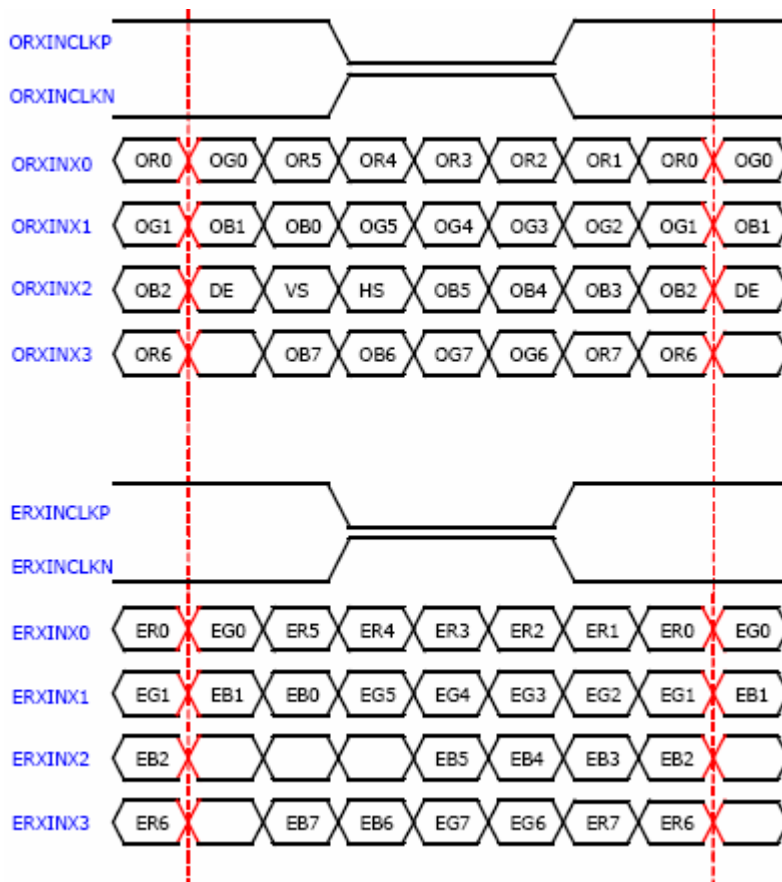 ORXINCLKP
ORXINCLKN
ORXINX0 OR0 OG0 OR5 OR4 OR3 OR2 OR1 OR0 OG0
ORXINX1 OG1 OB1 OB0 OG5 OG4 OG3 OG2 OG1 OB1
ORXINX2 OB2 DE VS HS OB5 OB4 OB3 OB2 DE
ORXINX3 OR6 OB7 OB6 OG7 OG6 OR7 OR6
ERXINCLKP
ERXINCLKN
ERXINX0 ER0 EG0 ER5 ER4 ER3 ER2 ER1 ER0 EG0
ERXINX1 EG1 EB1 EB0 EG5 EG4 EG3 EG2 EG1 EB1
ERXINX2 EB2 EB5 EB4 EB3 EB2
ERXINX3 ER6 EB7 EB6 EG7 EG6 ER7 ER6